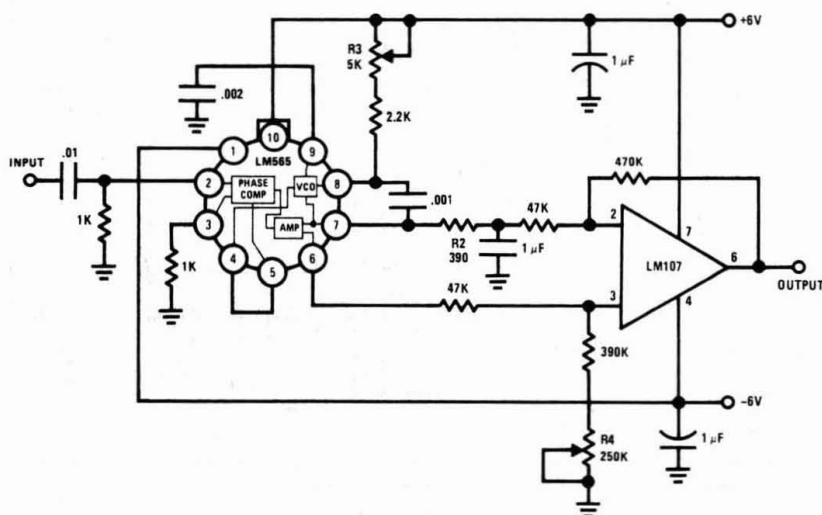 +6V
R3
5K
1 µF
.002
2.2K
10
1
9
LM565
.01
INPUT
2
PHASE
COMP
VCO
8
470K
.001
1K
3
AMP
7
R2
390
47K
1 µF
2
7
LM107
6
OUTPUT
1K
4
5
6
47K
3
4
390K
-6V
R4
250K
1 µF